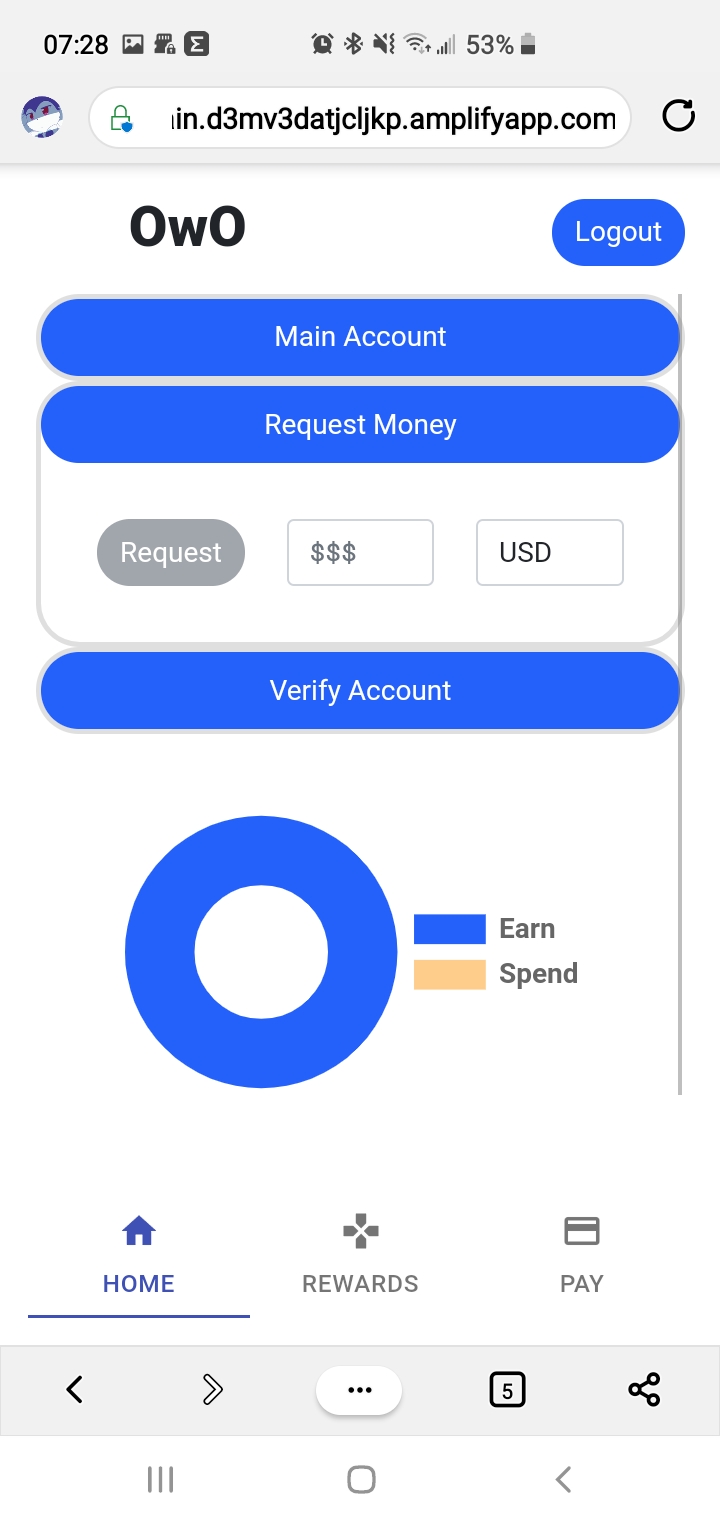 07:28 53%
ain.d3mv3datjcljkp.amplifyapp.com
OwO
Logout
Main Account
Request Money
Request $$$ USD
Verify Account
Earn
Spend
HOME REWARDS PAY
5